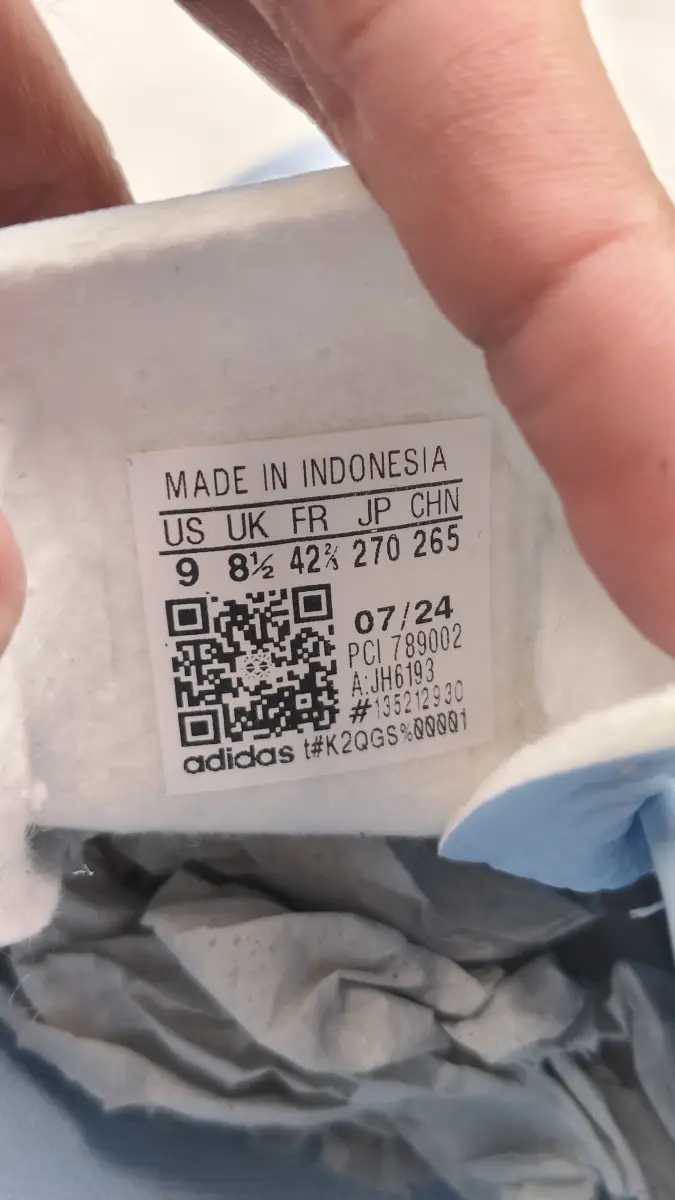 MADE IN INDONESIA
US UK FR JP CHN
9 8½ 42⅔ 270 265
07/24
PCI 789002
A:JH6193
#135212930
adidas t#K2QGS%00001